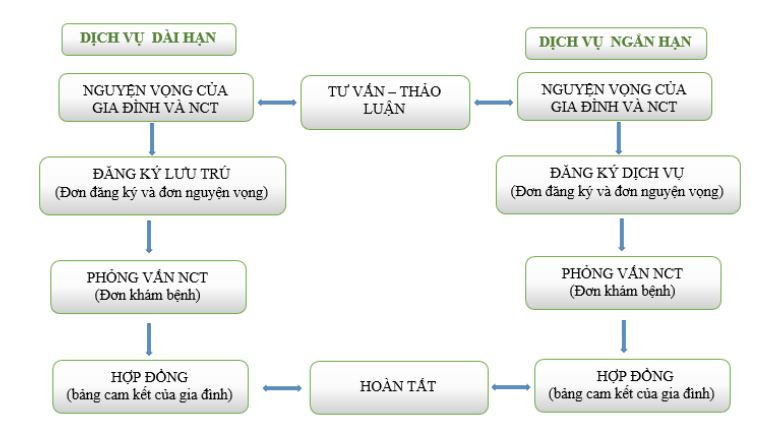 DỊCH VỤ DÀI HẠN
DỊCH VỤ NGẮN HẠN
NGUYỆN VỌNG CỦA
GIA ĐÌNH VÀ NCT
TƯ VẤN – THẢO
LUẬN
NGUYỆN VỌNG CỦA
GIA ĐÌNH VÀ NCT
ĐĂNG KÝ LƯU TRÚ
(Đơn đăng ký và đơn nguyện vọng)
ĐĂNG KÝ DỊCH VỤ
(Đơn đăng ký và đơn nguyện vọng)
PHỎNG VẤN NCT
(Đơn khám bệnh)
PHỎNG VẤN NCT
(Đơn khám bệnh)
HỢP ĐỒNG
(bảng cam kết của gia đình)
HOÀN TẤT
HỢP ĐỒNG
(bảng cam kết của gia đình)